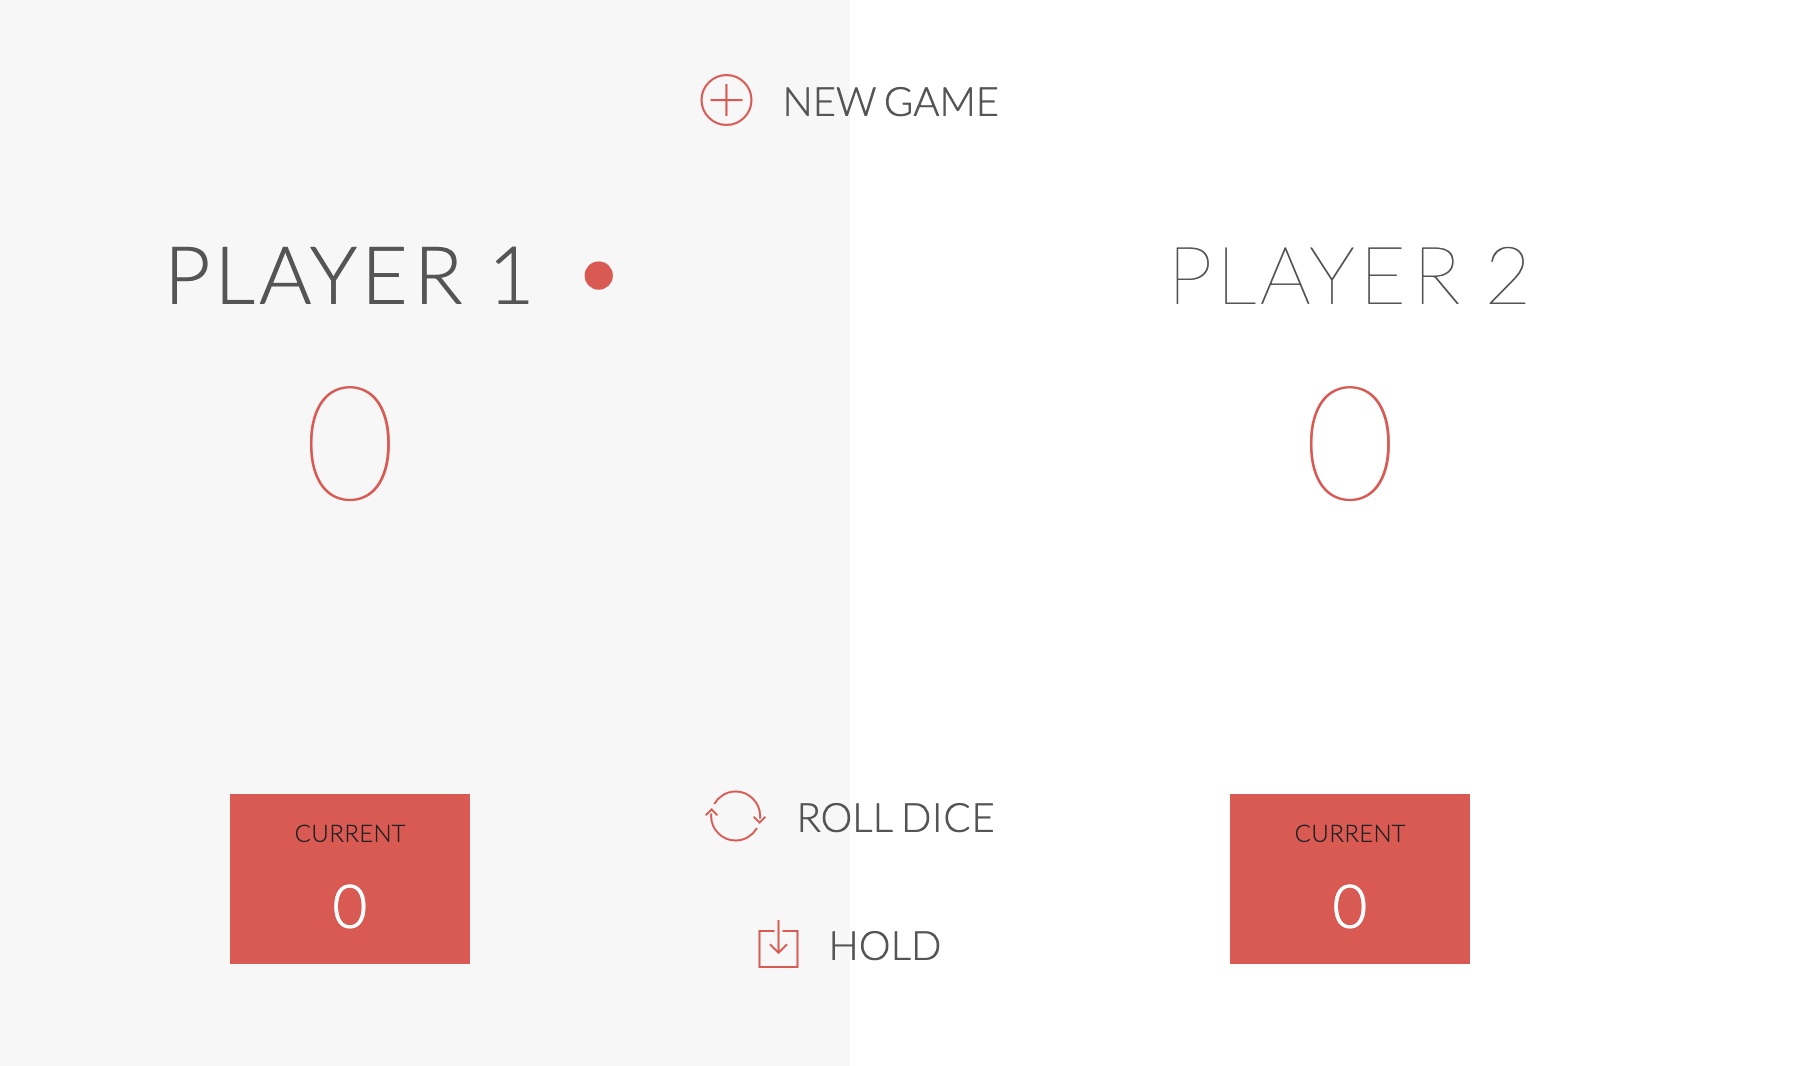 NEW GAME
PLAYER 1
0
CURRENT
0
PLAYER 2
0
CURRENT
0
ROLL DICE
HOLD